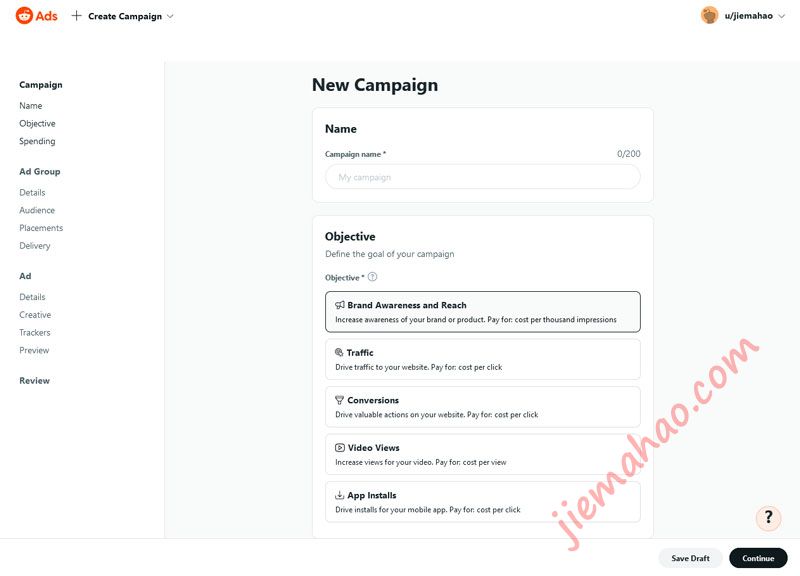 Ads
Create Campaign
u/jiemahao
Campaign
Name
Objective
Spending
Ad Group
Details
Audience
Placements
Delivery
Ad
Details
Creative
Trackers
Preview
Review
New Campaign
Name
Campaign name * 0/200
My campaign
Objective
Define the goal of your campaign
Objective * ?
Brand Awareness and Reach
Increase awareness of your brand or product. Pay for: cost per thousand impressions
Traffic
Drive traffic to your website. Pay for: cost per click
Conversions
Drive valuable actions on your website. Pay for: cost per click
Video Views
Increase views for your video. Pay for: cost per view
App Installs
Drive installs for your mobile app. Pay for: cost per click
jiemahao.com
?
Save Draft
Continue